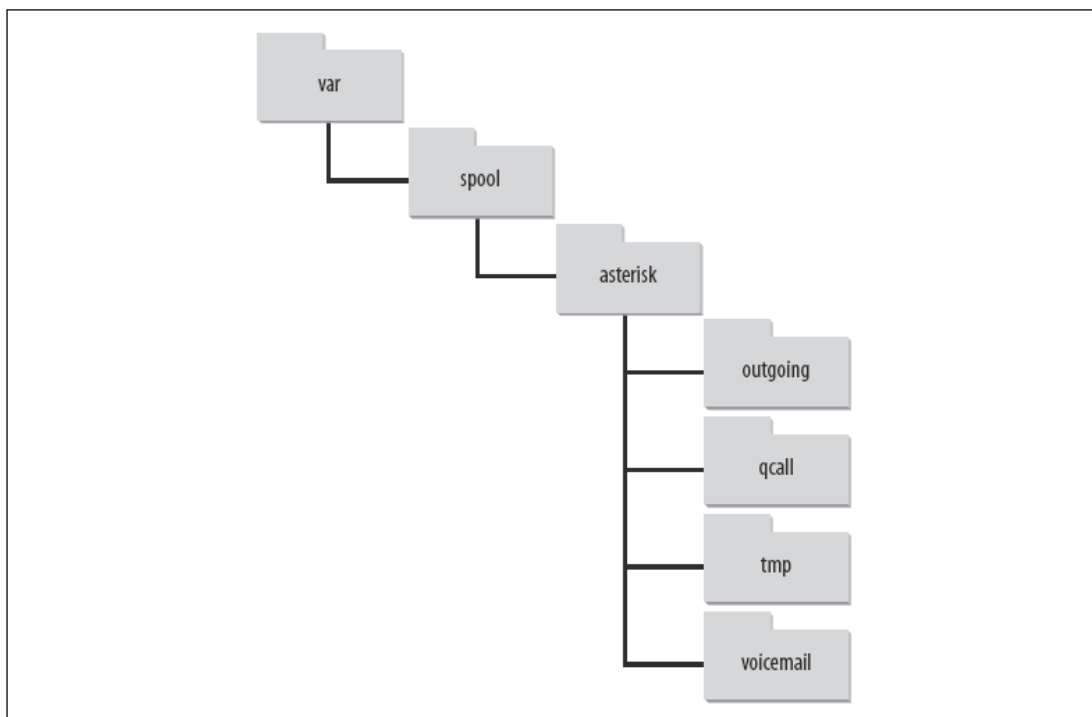 var
spool
asterisk
outgoing
qcall
tmp
voicemail